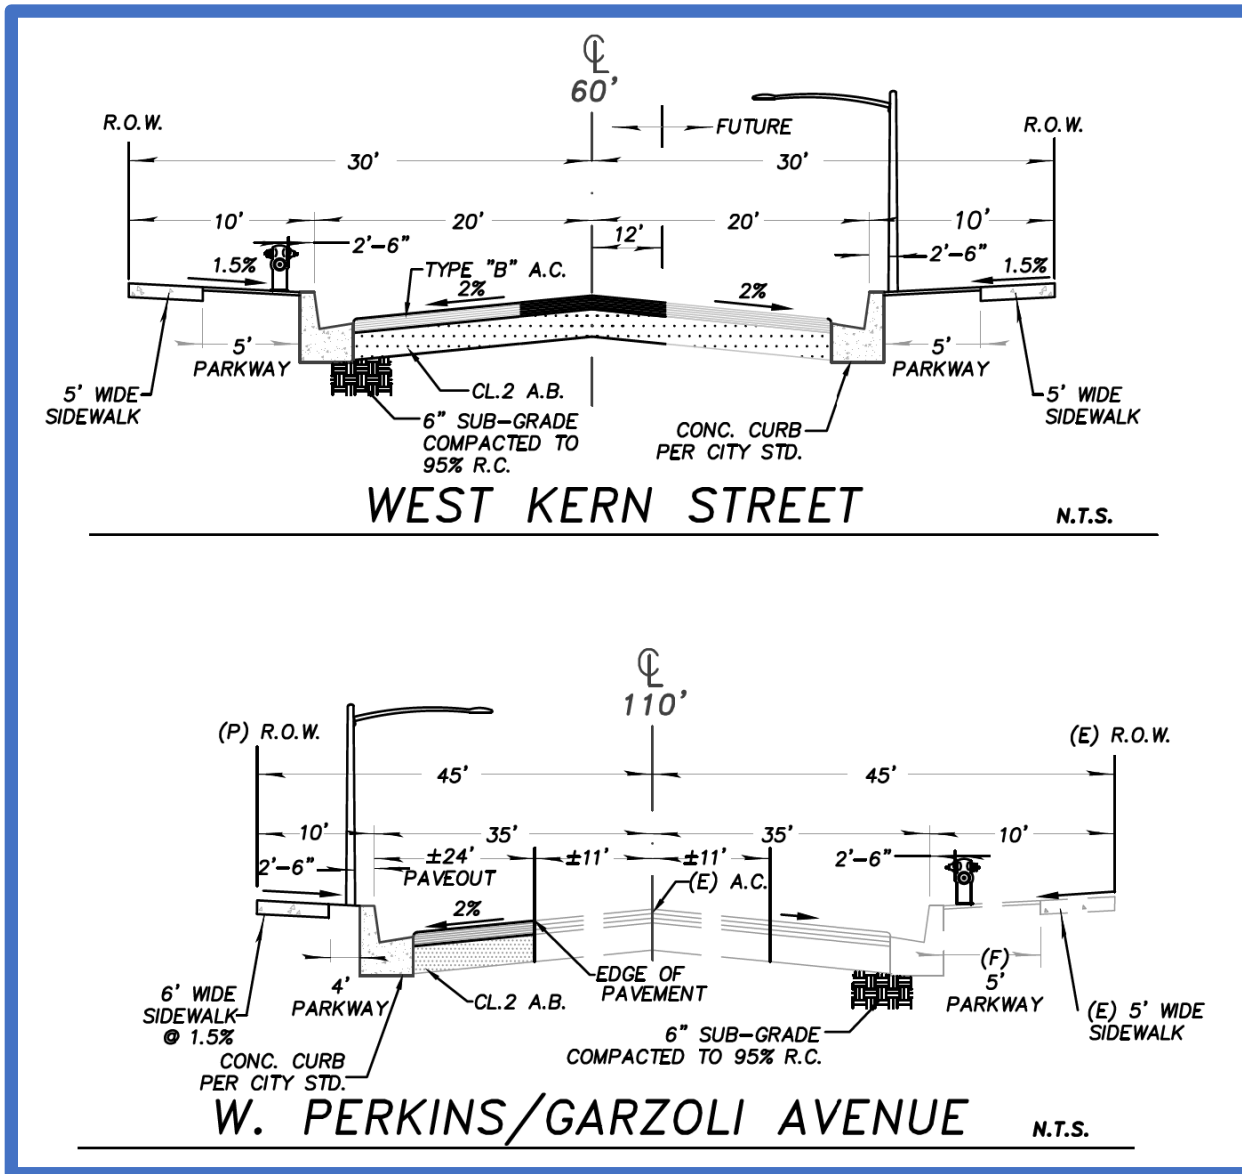 ℄
60'
R.O.W.
FUTURE
R.O.W.
30'
30'
10'
20'
20'
10'
2'-6"
12'
2'-6"
1.5%
TYPE "B" A.C.
1.5%
2%
2%
5'
PARKWAY
5'
PARKWAY
5' WIDE
SIDEWALK
CL.2 A.B.
5' WIDE
SIDEWALK
6" SUB-GRADE
COMPACTED TO
95% R.C.
CONC. CURB
PER CITY STD.
WEST KERN STREET
N.T.S.
℄
110'
(P) R.O.W.
(E) R.O.W.
45'
45'
10'
35'
35'
10'
2'-6"
±24'
PAVEOUT
±11'
±11'
2'-6"
(E) A.C.
2%
EDGE OF
PAVEMENT
(F)
5'
PARKWAY
6' WIDE
SIDEWALK
@ 1.5%
4'
PARKWAY
CL.2 A.B.
(E) 5' WIDE
SIDEWALK
6" SUB-GRADE
COMPACTED TO 95% R.C.
CONC. CURB
PER CITY STD.
W. PERKINS/GARZOLI AVENUE
N.T.S.